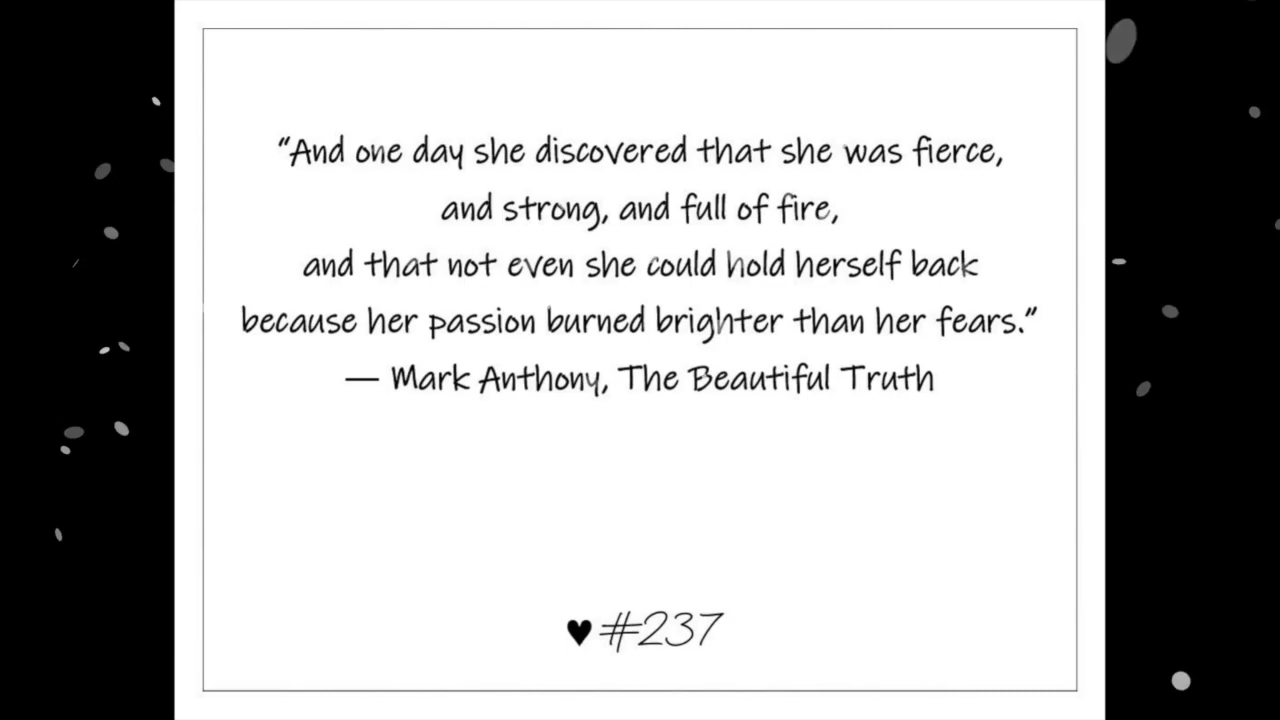 “And one day she discovered that she was fierce,
and strong, and full of fire,
and that not even she could hold herself back
because her passion burned brighter than her fears.”
— Mark Anthony, The Beautiful Truth
♥ #237